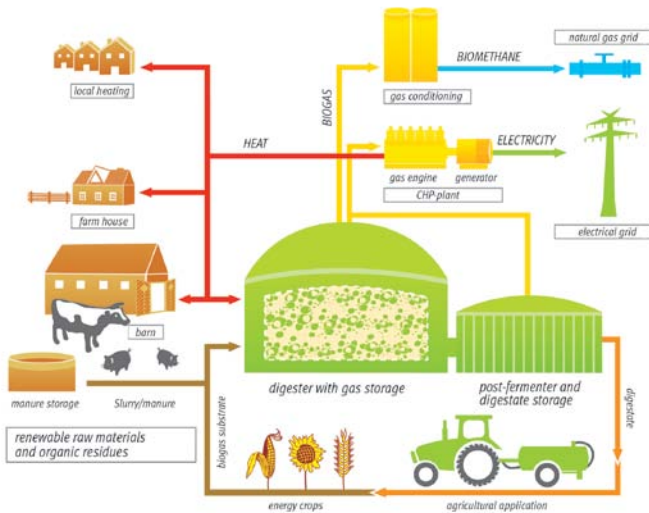 natural gas grid
BIOMETHANE
local heating
gas conditioning
BIOGAS
HEAT
ELECTRICITY
gas engine
generator
CHP-plant
farm house
electrical grid
barn
digester with gas storage
post-fermenter and
digestate storage
manure storage
Slurry/manure
digestate
biogas substrate
renewable raw materials
and organic residues
energy crops
agricultural application